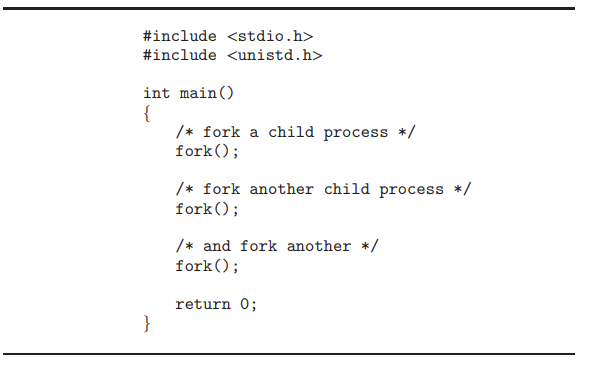 #include <stdio.h>
#include <unistd.h>
int main()
{
/* fork a child process */
fork();
/* fork another child process */
fork();
/* and fork another */
fork();
return 0;
}